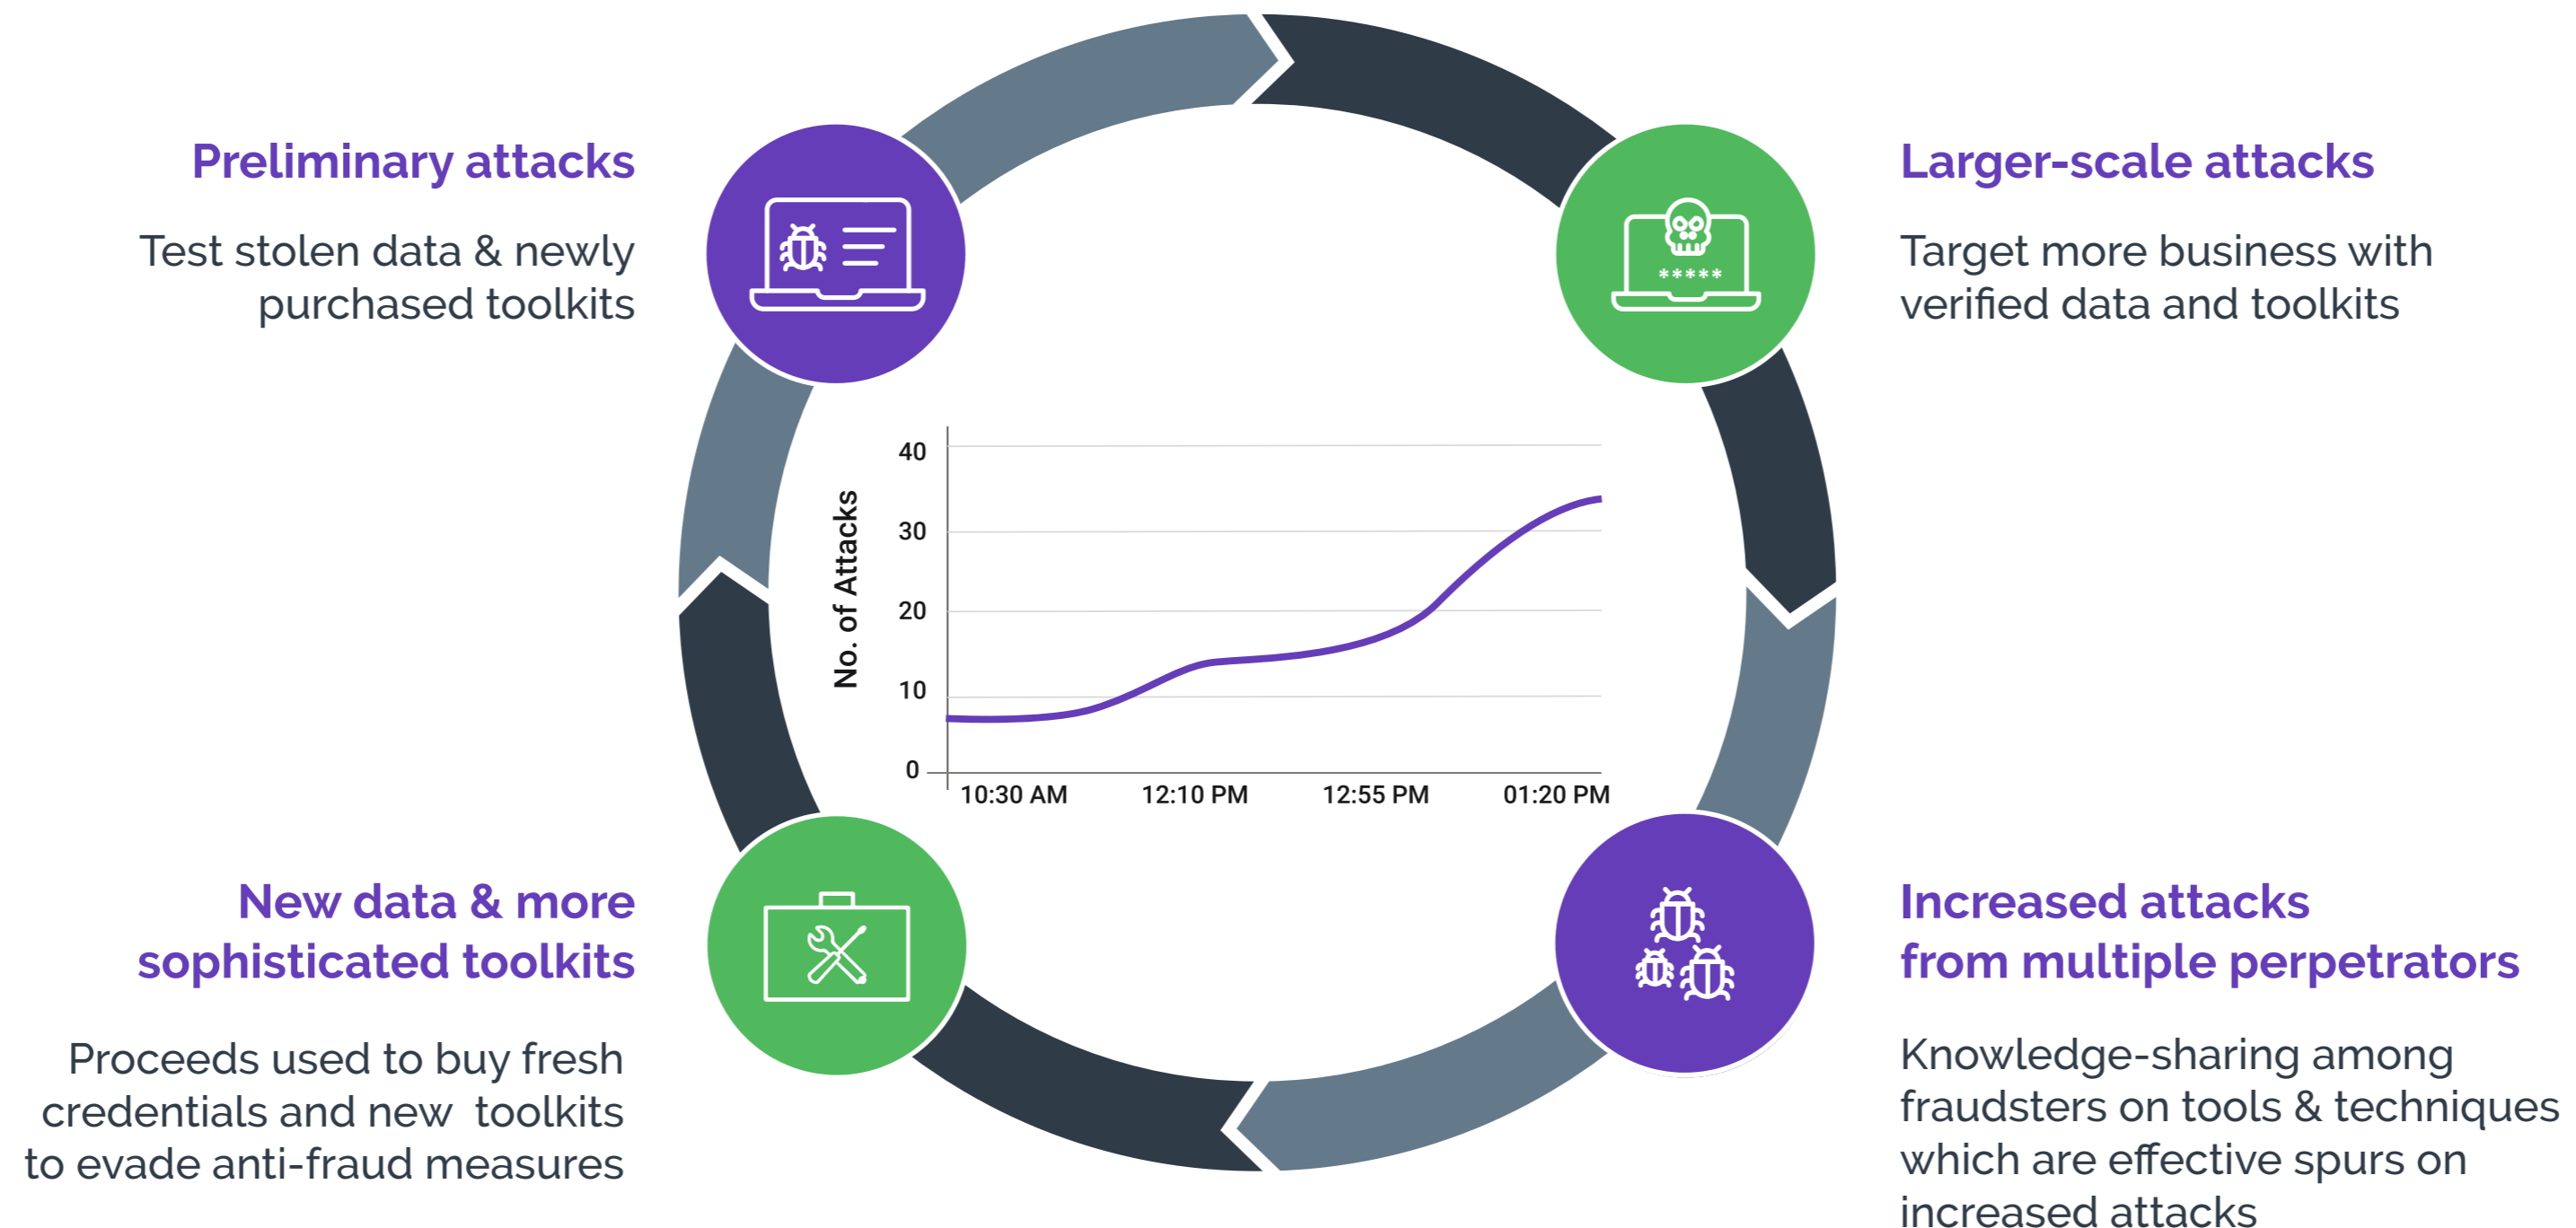 Preliminary attacks
Test stolen data & newly
purchased toolkits
Larger-scale attacks
Target more business with
verified data and toolkits
*****
No. of Attacks
40
30
20
10
0
10:30 AM
12:10 PM
12:55 PM
01:20 PM
New data & more
sophisticated toolkits
Proceeds used to buy fresh
credentials and new  toolkits
to evade anti-fraud measures
Increased attacks
from multiple perpetrators
Knowledge-sharing among
fraudsters on tools & techniques
which are effective spurs on
increased attacks